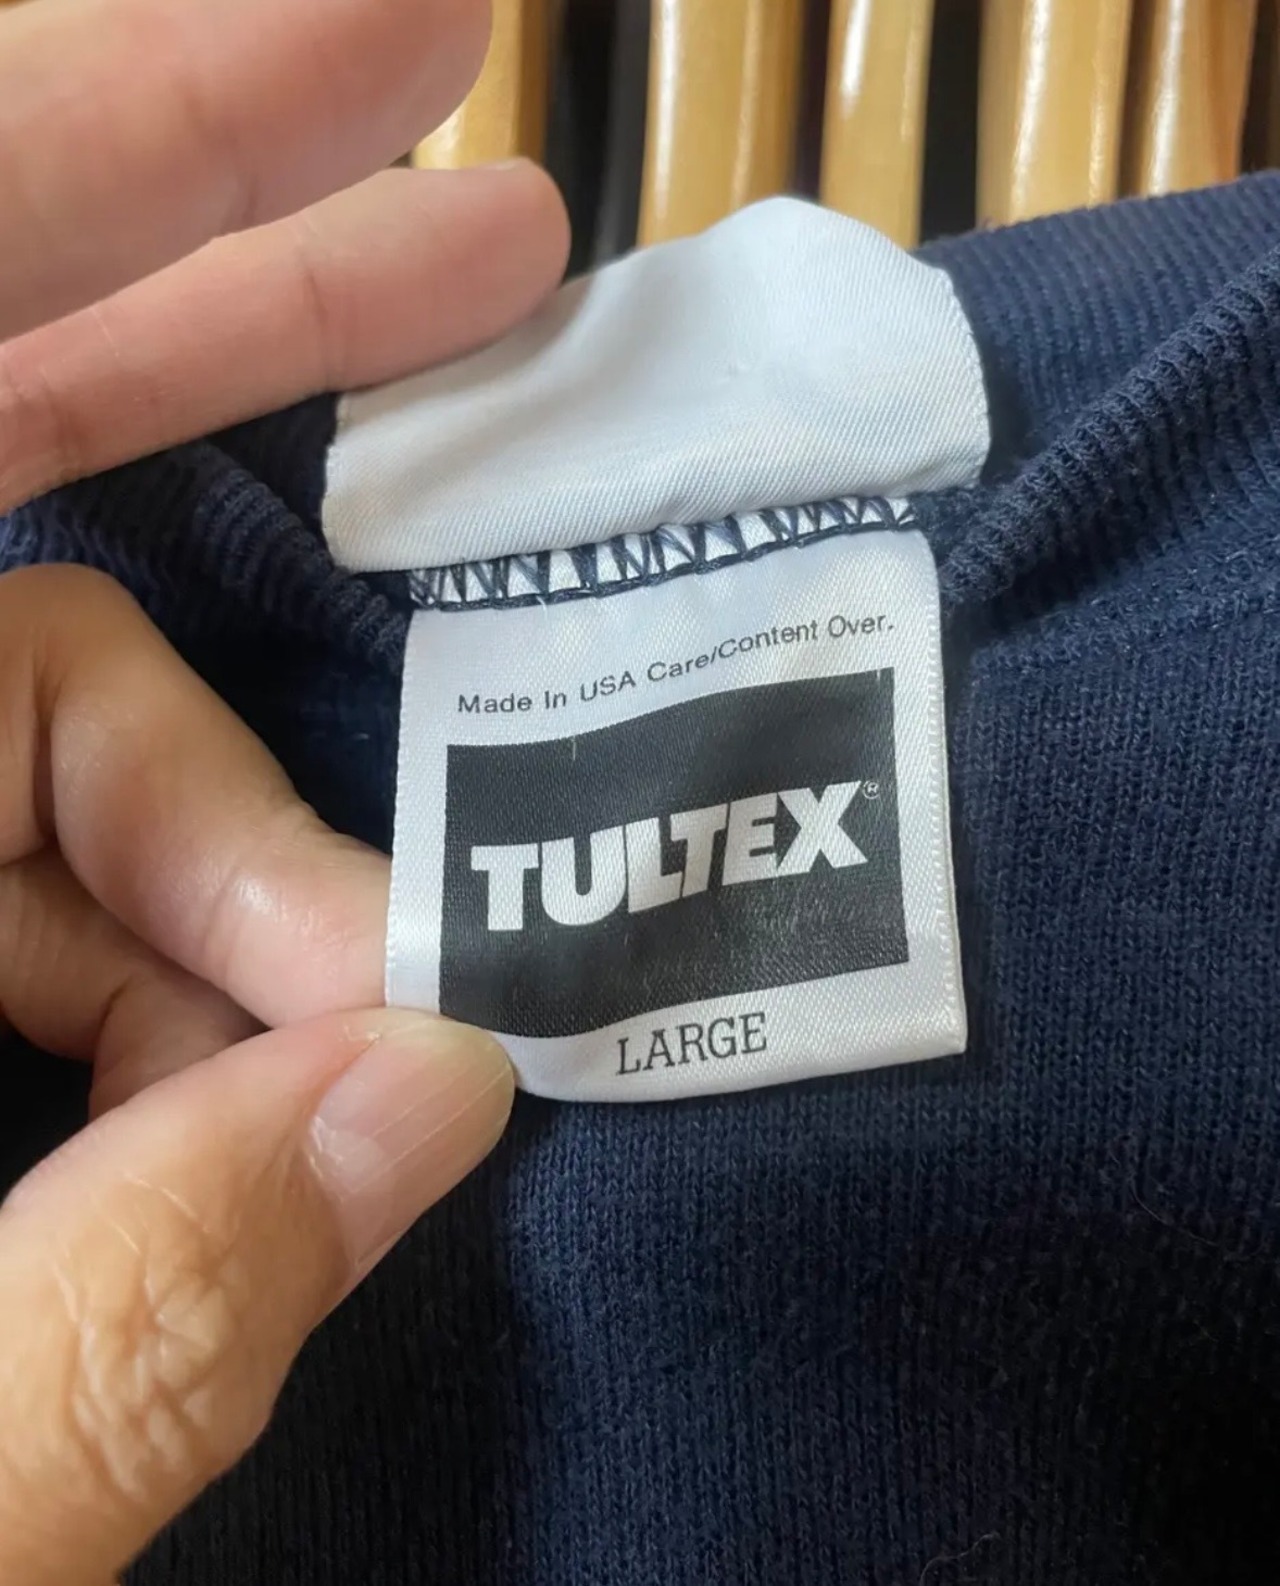 Made In USA Care/Content Over.
TULTEX®
LARGE